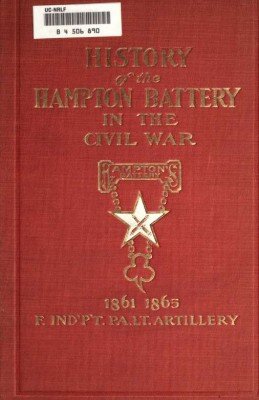 UC-NRLF
B 4 506 890
HISTORY
of the
HAMPTON BATTERY
IN THE
CIVIL WAR
HAMPTON'S
BATTERY
1861 1865
F. IND'P'T. PA. LT. ARTILLERY